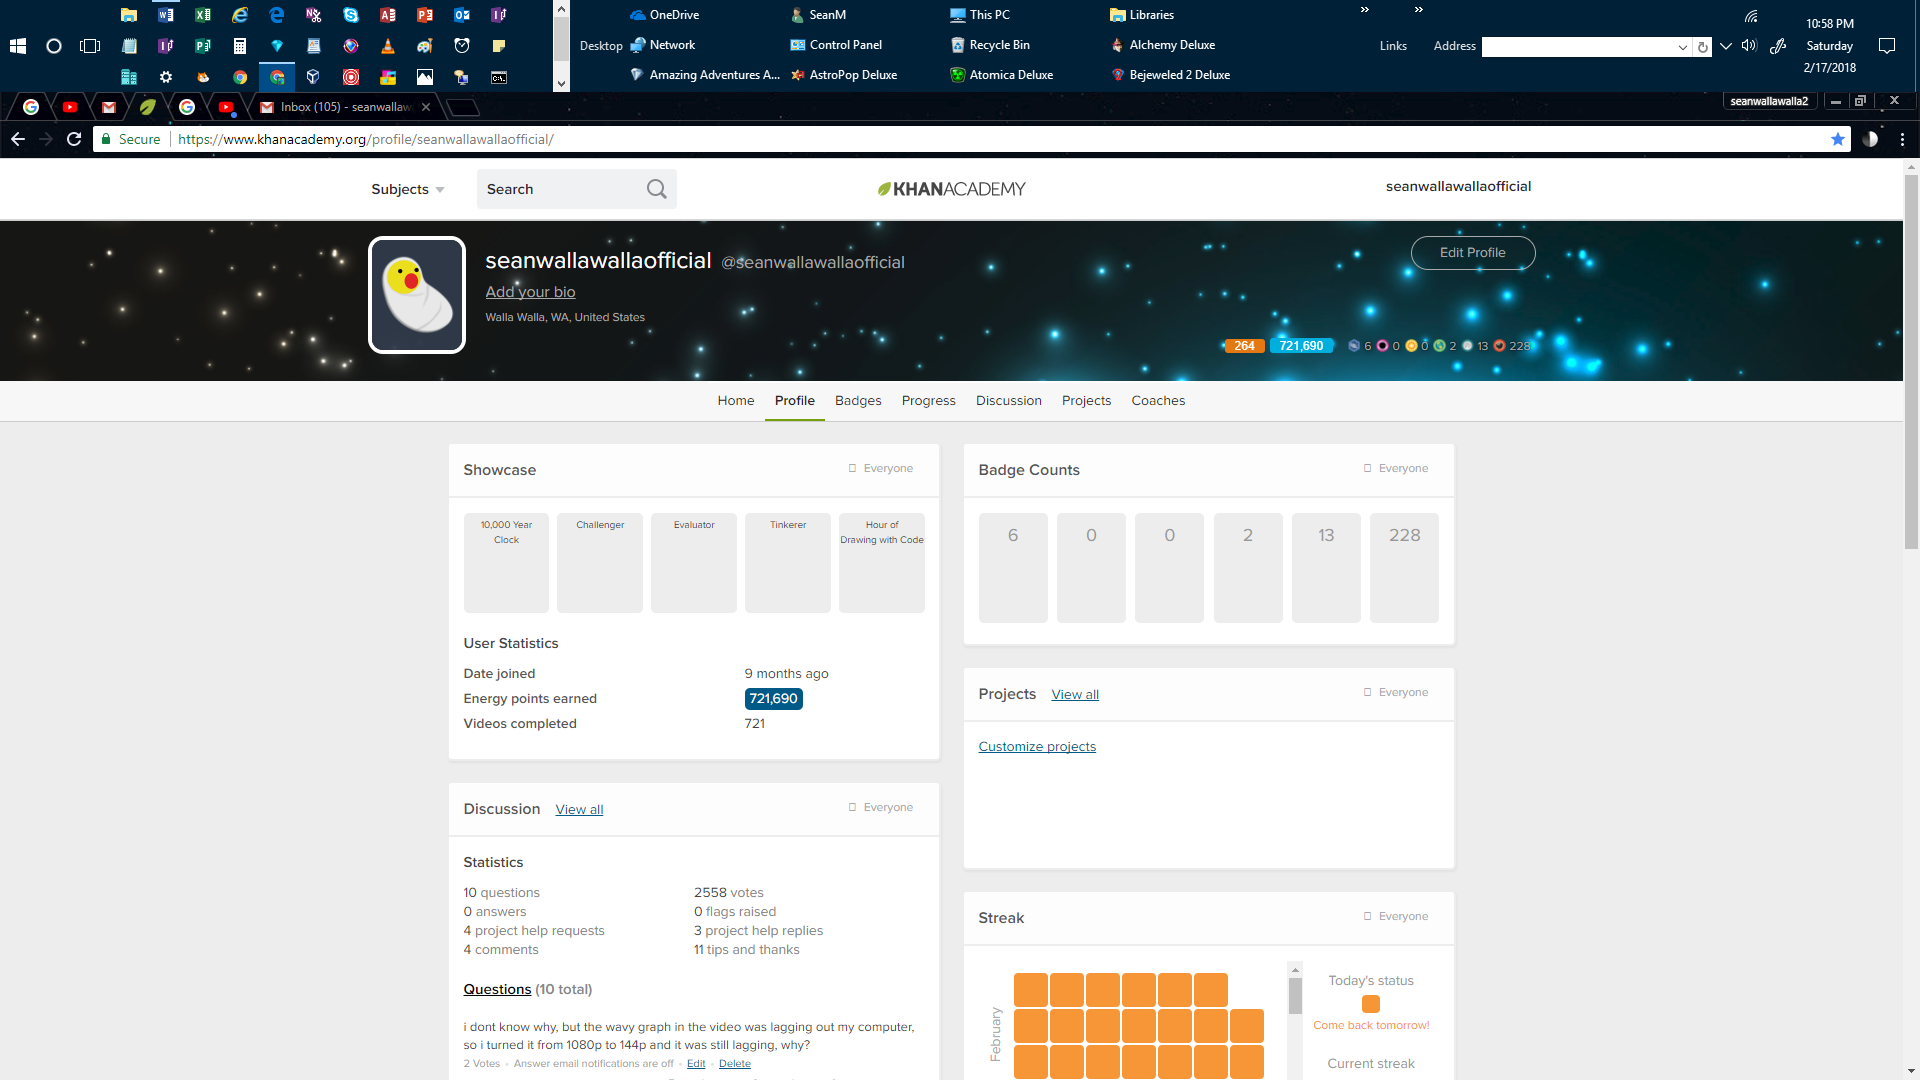 OneDrive
SeanM
This PC
Libraries
Desktop
Network
Control Panel
Recycle Bin
Alchemy Deluxe
Amazing Adventures A...
AstroPop Deluxe
Atomica Deluxe
Bejeweled 2 Deluxe
Links
Address
10:58 PM
Saturday
2/17/2018
Inbox (105) - seanwallaw
seanwallawalla2
Secure
https://www.khanacademy.org/profile/seanwallawallaofficial/
Subjects
Search
KHANACADEMY
seanwallawallaofficial
seanwallawallaofficial @seanwallawallaofficial
Add your bio
Walla Walla, WA, United States
Edit Profile
264 721,690 6 0 0 2 13 228
Home Profile Badges Progress Discussion Projects Coaches
Showcase
Everyone
10,000 Year
Clock
Challenger
Evaluator
Tinkerer
Hour of
Drawing with Code
User Statistics
Date joined 9 months ago
Energy points earned 721,690
Videos completed 721
Badge Counts
Everyone
6 0 0 2 13 228
Projects View all
Everyone
Customize projects
Discussion View all
Everyone
Statistics
10 questions 2558 votes
0 answers 0 flags raised
4 project help requests 3 project help replies
4 comments 11 tips and thanks
Questions (10 total)
i dont know why, but the wavy graph in the video was lagging out my computer,
so i turned it from 1080p to 144p and it was still lagging, why?
2 Votes · Answer email notifications are off · Edit · Delete
Streak
Everyone
February
Today's status
Come back tomorrow!
Current streak